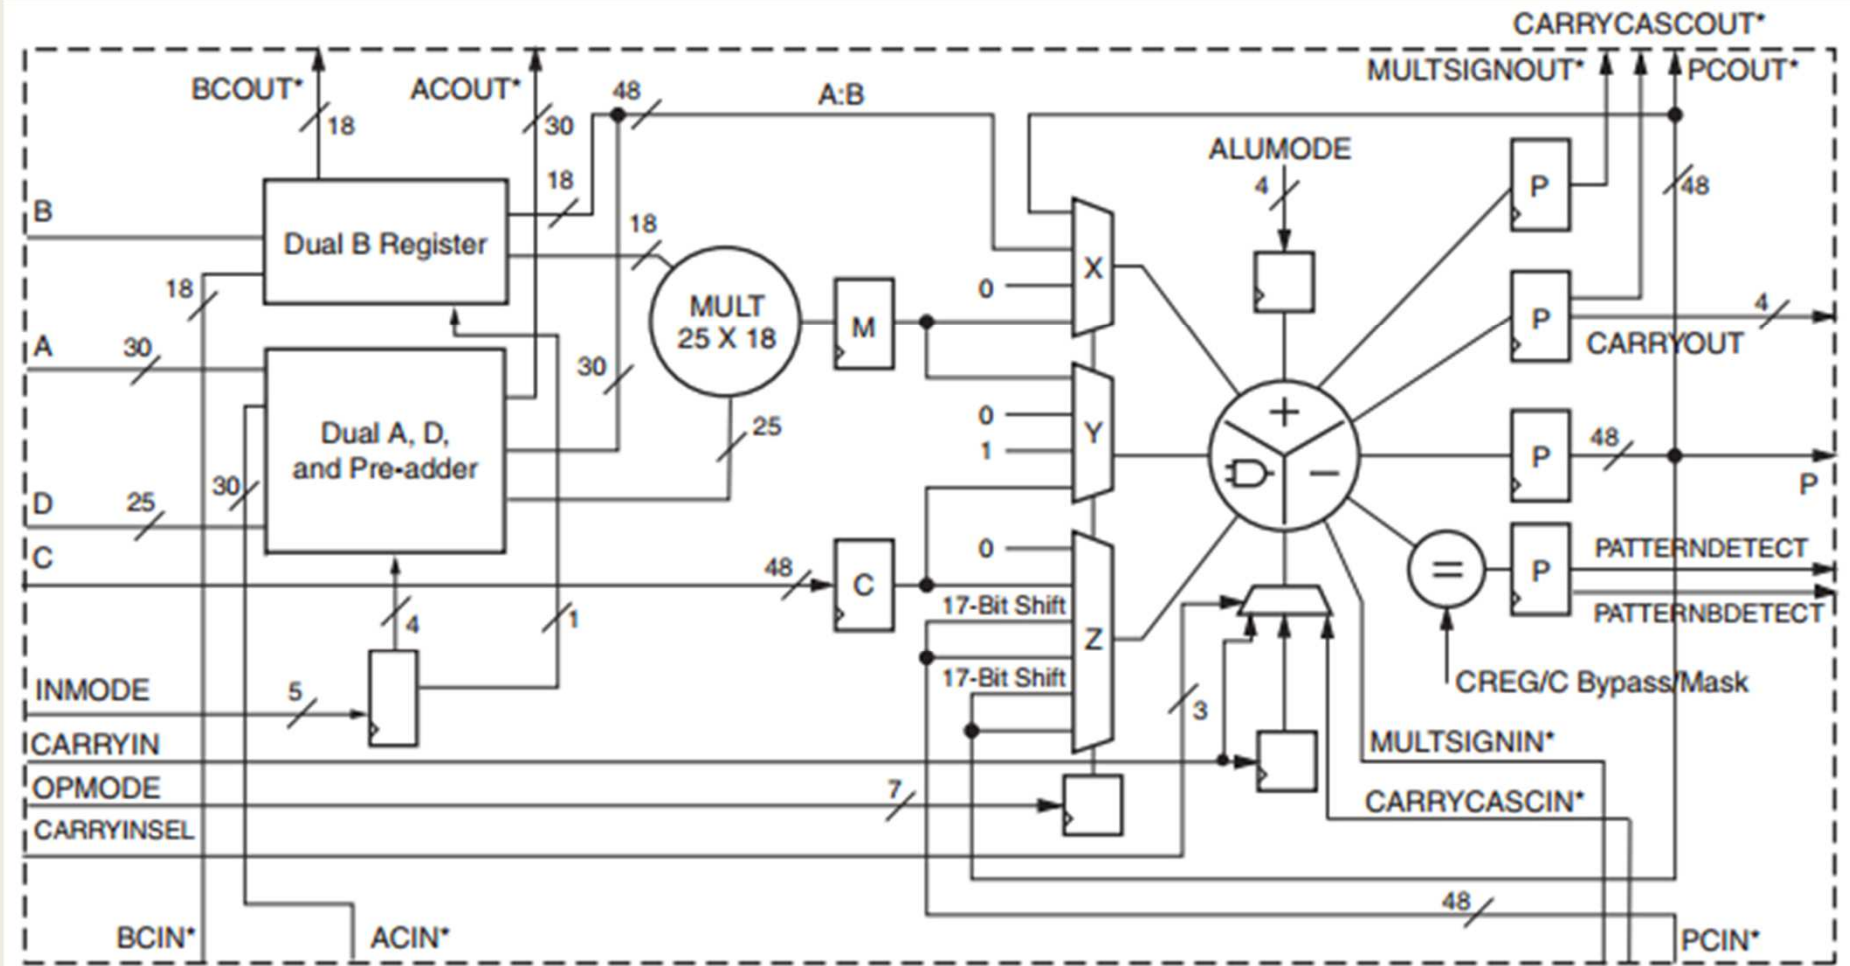 CARRYCASCOUT*
BCOUT*
ACOUT*
48
A:B
MULTSIGNOUT*
PCOUT*
18
30
ALUMODE
4
B
18
18
Dual B Register
P
48
18
0
X
MULT
25 X 18
M
A
30
30
P
4
CARRYOUT
Dual A, D,
and Pre-adder
25
0
Y
1
+
−
P
48
P
D
25
30
C
0
48
C
17-Bit Shift
Z
17-Bit Shift
=
P
PATTERNDETECT
PATTERNBDETECT
4
1
INMODE
5
3
CREG/C Bypass/Mask
CARRYIN
MULTSIGNIN*
OPMODE
7
CARRYCASCIN*
CARRYINSEL
48
BCIN*
ACIN*
PCIN*